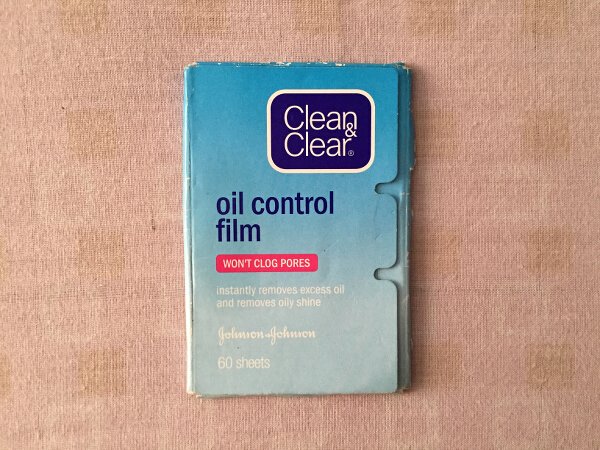 Clean
&
Clear®
oil control
film
WON'T CLOG PORES
instantly removes excess oil
and removes oily shine
Johnson & Johnson
60 sheets